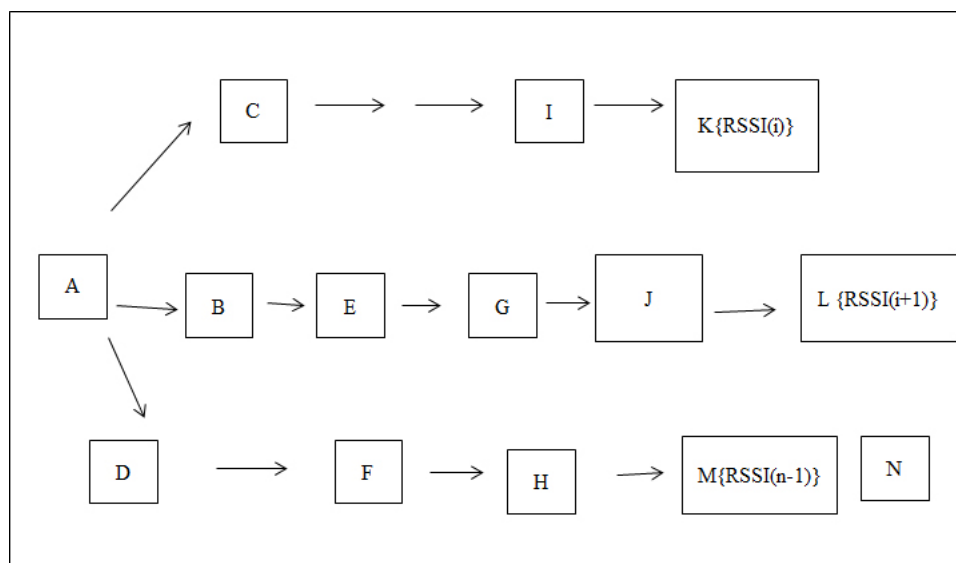 C
I
K{RSSI(i)}
A
B
E
G
J
L {RSSI(i+1)}
D
F
H
M{RSSI(n-1)}
N